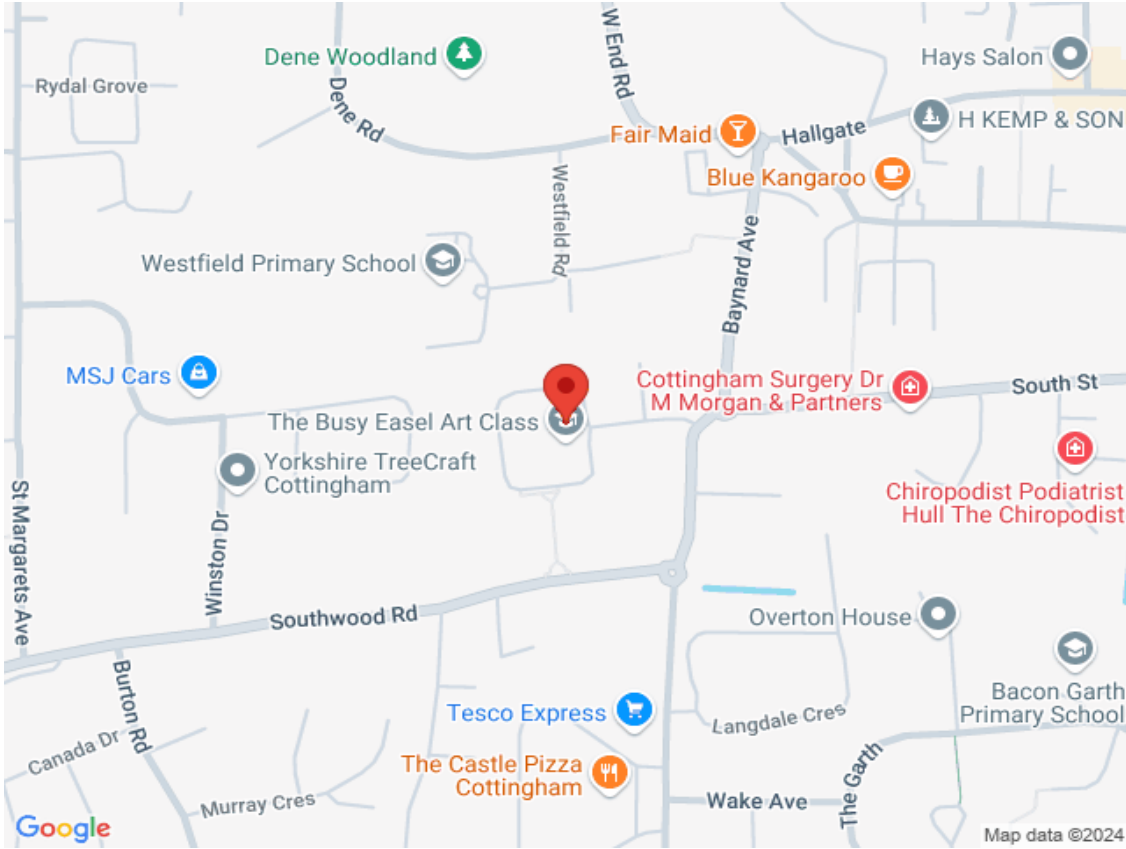 Dene Woodland
W End Rd
Hays Salon
Rydal Grove
Dene Rd
Fair Maid
Hallgate
H KEMP & SON
Blue Kangaroo
Westfield Rd
Westfield Primary School
Baynard Ave
MSJ Cars
Cottingham Surgery Dr
M Morgan & Partners
South St
The Busy Easel Art Class
Yorkshire TreeCraft
Cottingham
Chiropodist Podiatrist
Hull The Chiropodist
St Margarets Ave
Winston Dr
Southwood Rd
Overton House
Burton Rd
Bacon Garth
Primary School
Tesco Express
Langdale Cres
Canada Dr
The Castle Pizza
Cottingham
Murray Cres
Wake Ave
The Garth
Google
Map data ©2024